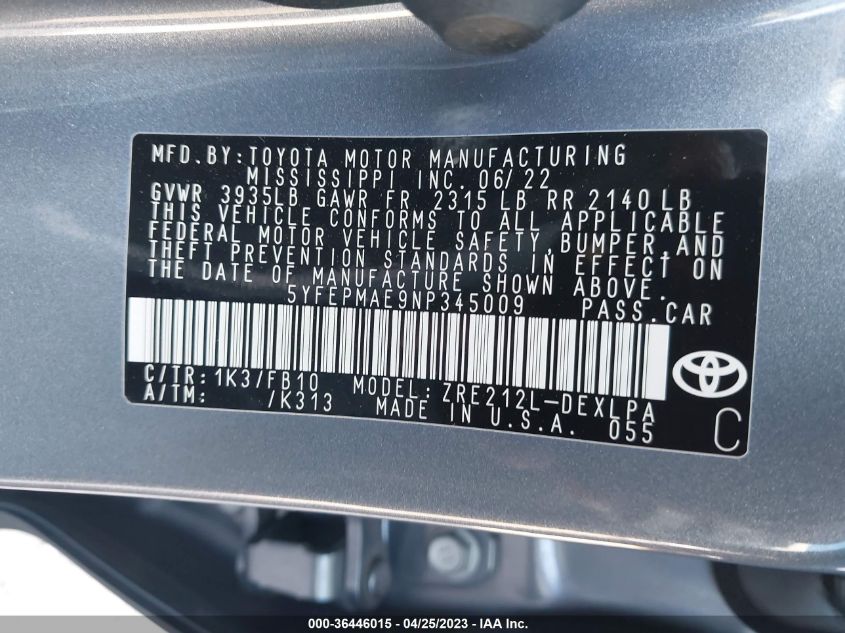 MFD. BY: TOYOTA MOTOR MANUFACTURING
MISSISSIPPI INC. 06/22
GVWR 3935LB GAWR FR 2315 LB RR 2140LB
THIS VEHICLE CONFORMS TO ALL APPLICABLE
FEDERAL MOTOR VEHICLE SAFETY, BUMPER, AND
THEFT PREVENTION STANDARDS IN EFFECT ON
THE DATE OF MANUFACTURE SHOWN ABOVE.
5YFEPMAE9NP345009 PASS.CAR
C/TR: 1K3/FB10 MODEL: ZRE212L-DEXLPA
A/TM: /K313 MADE IN U.S.A. 055
C
000-36446015 - 04/25/2023 - IAA Inc.